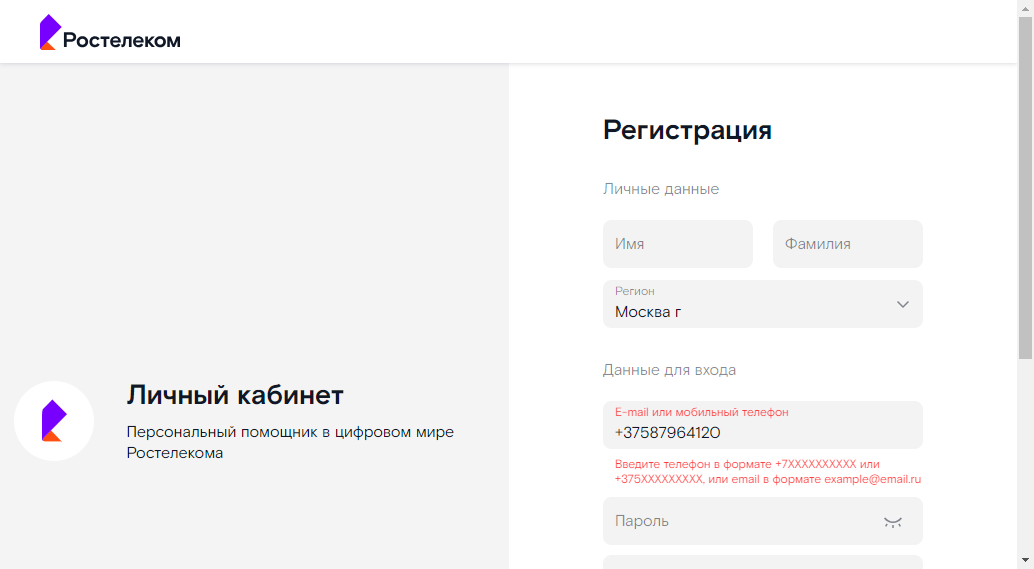 Ростелеком
Регистрация
Личные данные
Имя
Фамилия
Регион
Москва г
Данные для входа
E-mail или мобильный телефон
+37587964120
Введите телефон в формате +7XXXXXXXXXX или
+375XXXXXXXXX, или email в формате example@email.ru
Пароль
Личный кабинет
Персональный помощник в цифровом мире
Ростелекома